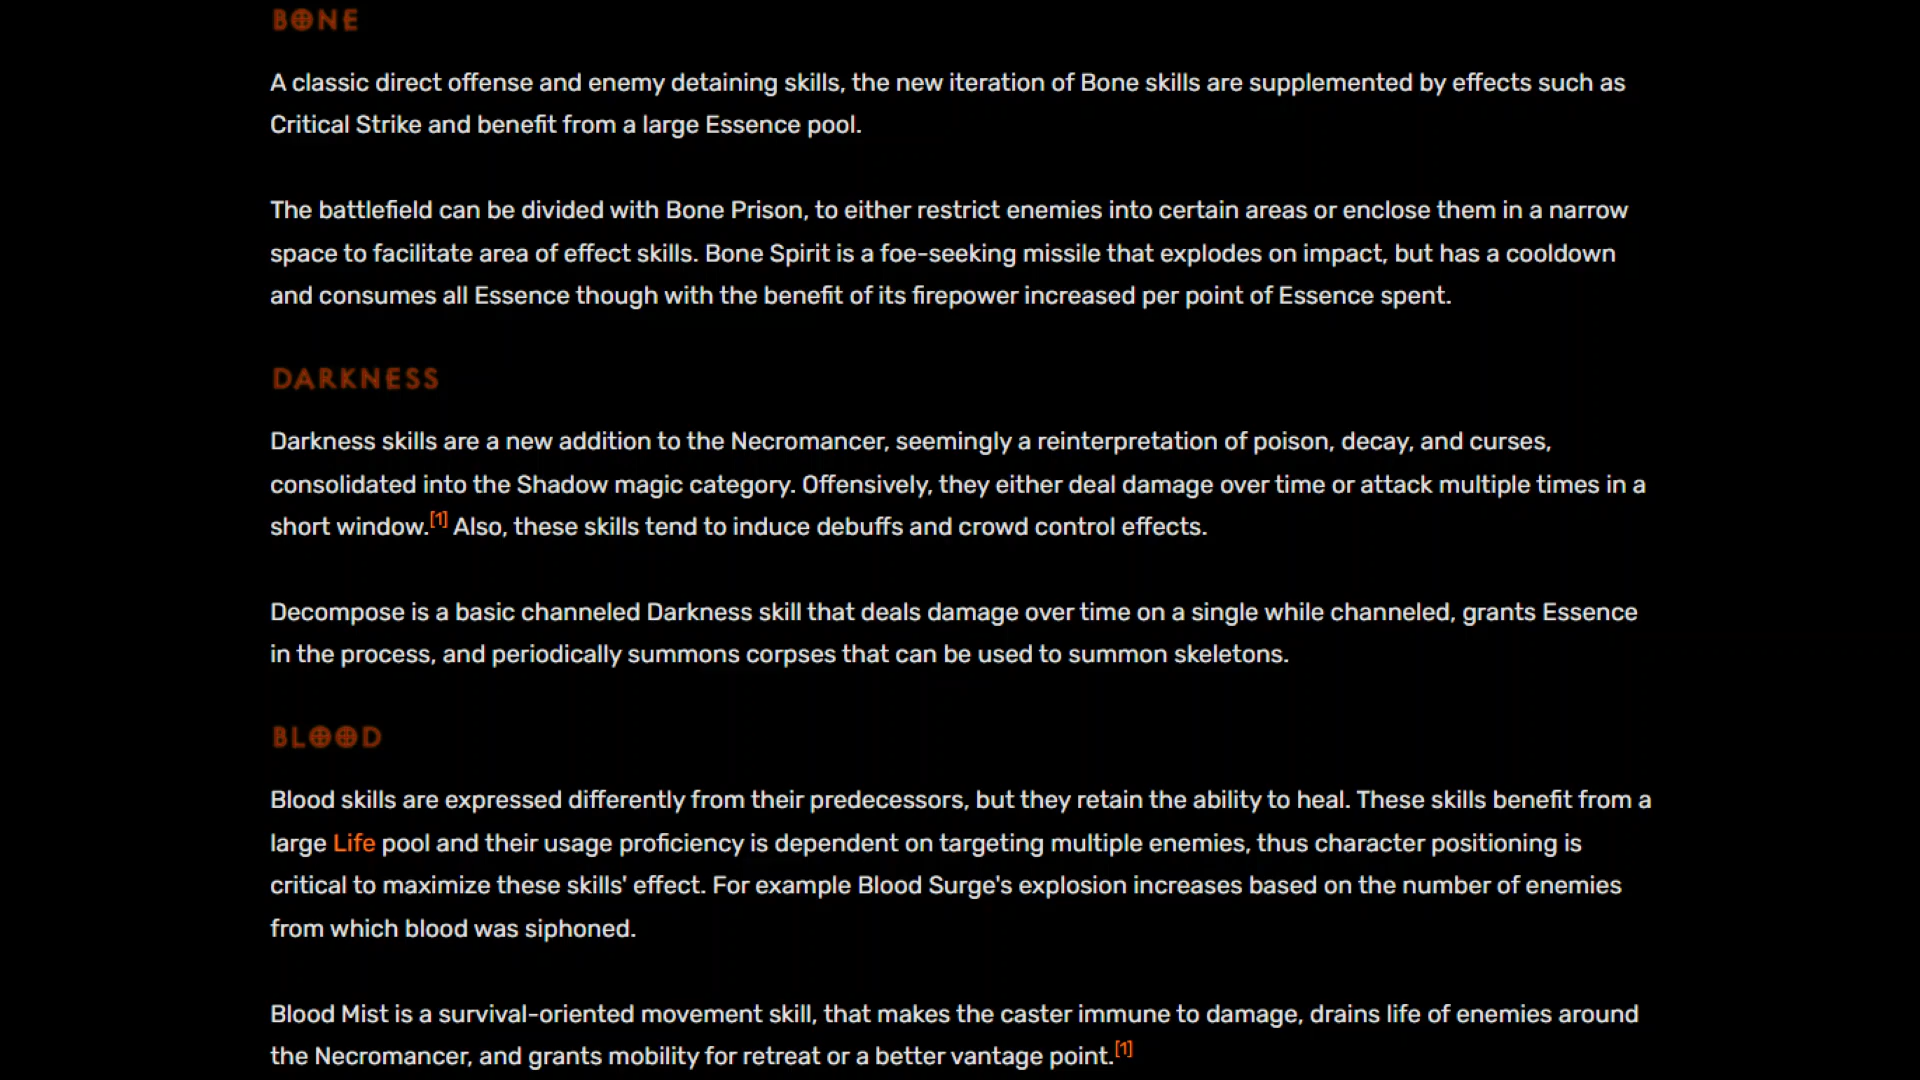 BONE
A classic direct offense and enemy detaining skills, the new iteration of Bone skills are supplemented by effects such as
Critical Strike and benefit from a large Essence pool.
The battlefield can be divided with Bone Prison, to either restrict enemies into certain areas or enclose them in a narrow
space to facilitate area of effect skills. Bone Spirit is a foe-seeking missile that explodes on impact, but has a cooldown
and consumes all Essence though with the benefit of its firepower increased per point of Essence spent.
DARKNESS
Darkness skills are a new addition to the Necromancer, seemingly a reinterpretation of poison, decay, and curses,
consolidated into the Shadow magic category. Offensively, they either deal damage over time or attack multiple times in a
short window.[1] Also, these skills tend to induce debuffs and crowd control effects.
Decompose is a basic channeled Darkness skill that deals damage over time on a single while channeled, grants Essence
in the process, and periodically summons corpses that can be used to summon skeletons.
BLOOD
Blood skills are expressed differently from their predecessors, but they retain the ability to heal. These skills benefit from a
large Life pool and their usage proficiency is dependent on targeting multiple enemies, thus character positioning is
critical to maximize these skills' effect. For example Blood Surge's explosion increases based on the number of enemies
from which blood was siphoned.
Blood Mist is a survival-oriented movement skill, that makes the caster immune to damage, drains life of enemies around
the Necromancer, and grants mobility for retreat or a better vantage point.[1]